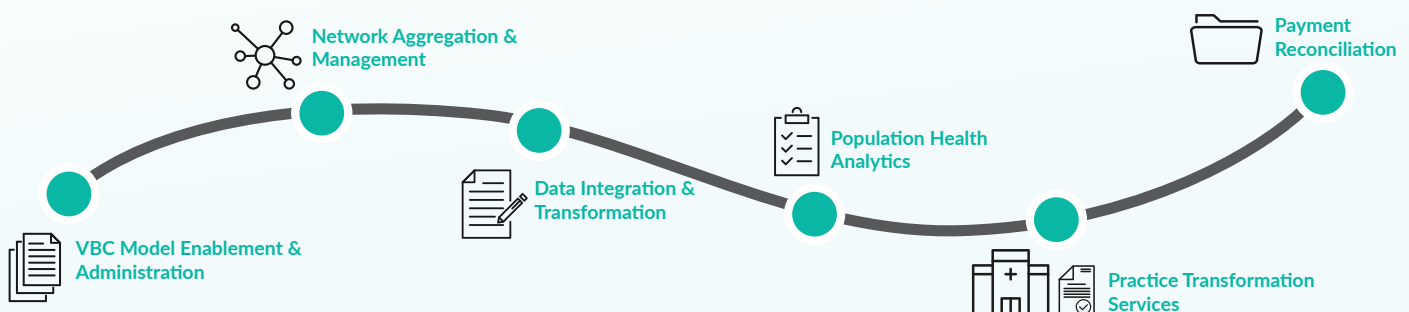 VBC Model Enablement &
Administration
Network Aggregation &
Management
Data Integration &
Transformation
Population Health
Analytics
Practice Transformation
Services
Payment
Reconciliation